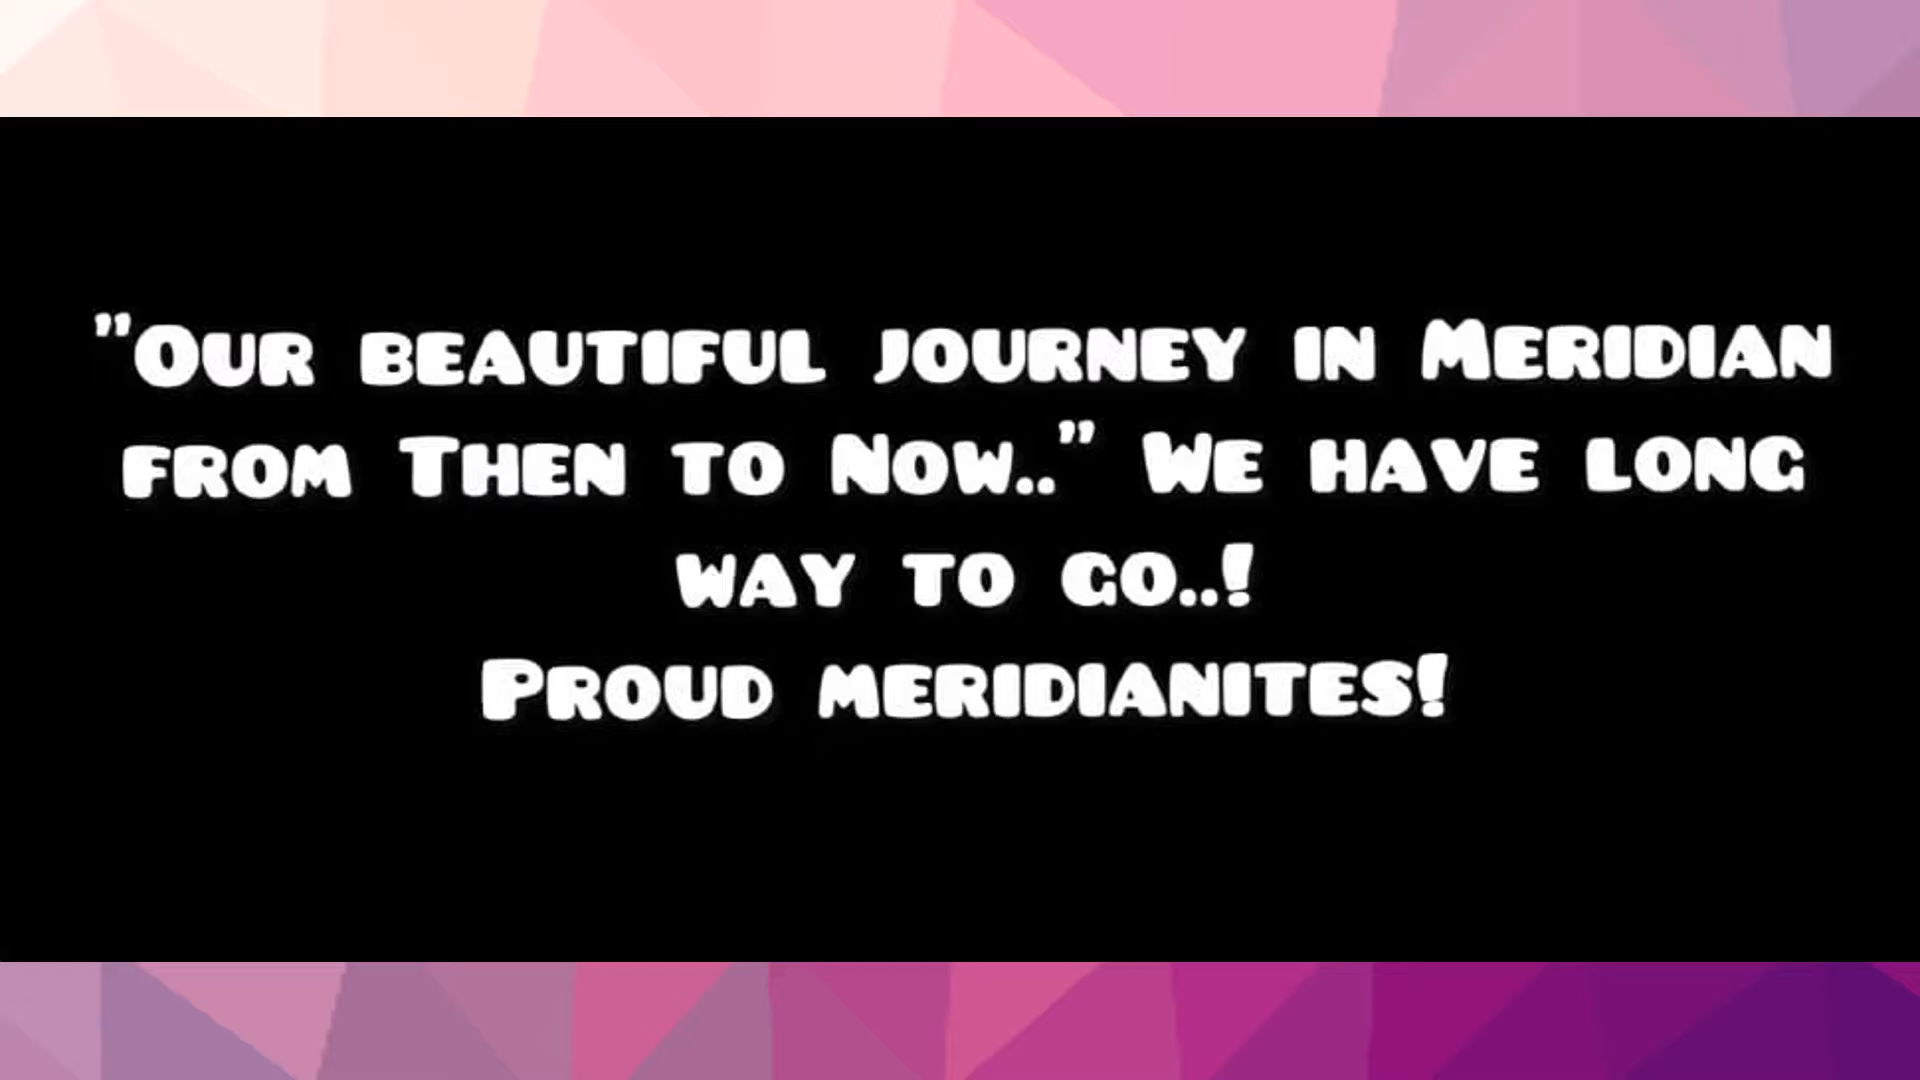 "Our beautiful journey in Meridian
from Then to Now.." We have long
way to go..!
Proud meridianites!